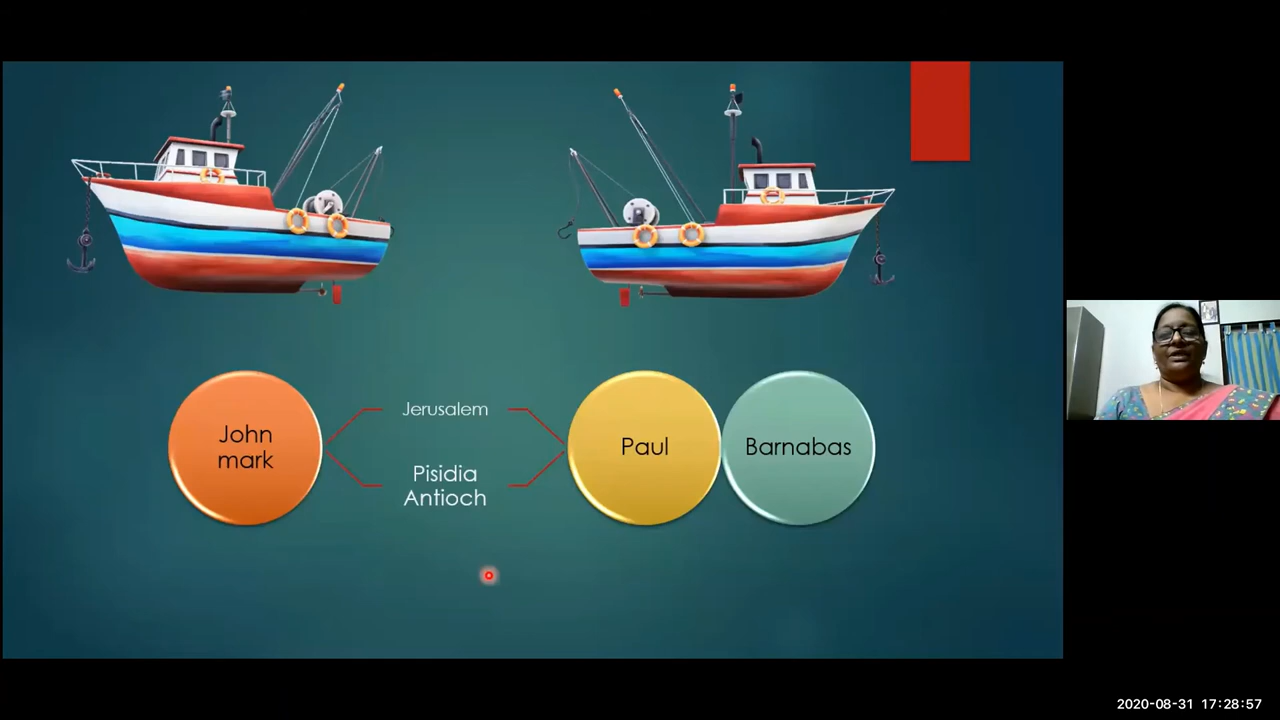 Jerusalem
John
mark
Paul
Barnabas
Pisidia
Antioch
2020-08-31 17:28:57